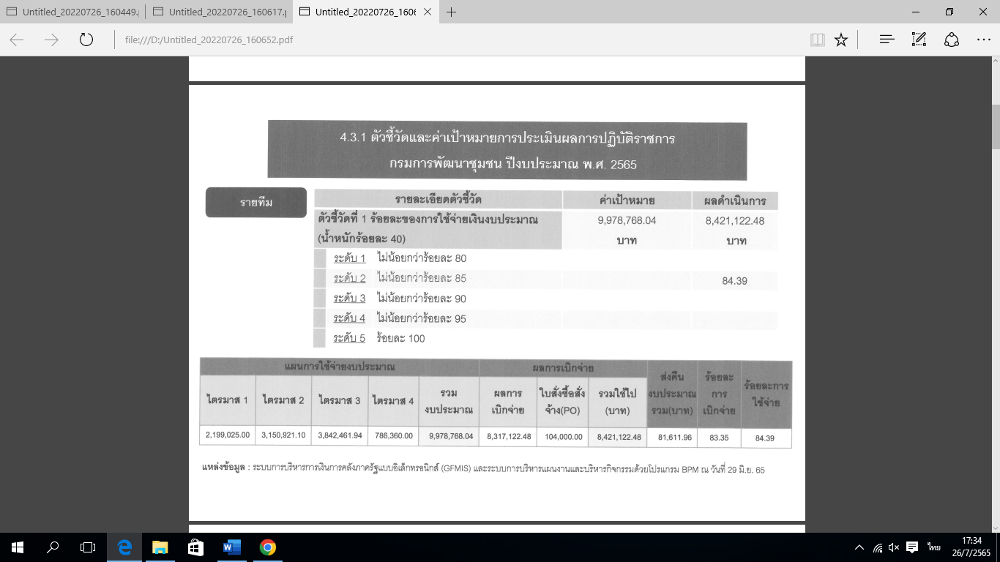 Untitled_20220726_160449.
Untitled_20220726_160617.
Untitled_20220726_1606
file:///D:/Untitled_20220726_160652.pdf
4.3.1 ตัวชี้วัดและค่าเป้าหมายการประเมินผลการปฏิบัติราชการ
กรมการพัฒนาชุมชน ปีงบประมาณ พ.ศ. 2565
รายทีม
รายละเอียดตัวชี้วัด ค่าเป้าหมาย ผลดำเนินการ
ตัวชี้วัดที่ 1 ร้อยละของการใช้จ่ายเงินงบประมาณ 9,978,768.04 8,421,122.48
(น้ำหนักร้อยละ 40) บาท บาท
ระดับ 1 ไม่น้อยกว่าร้อยละ 80
ระดับ 2 ไม่น้อยกว่าร้อยละ 85 84.39
ระดับ 3 ไม่น้อยกว่าร้อยละ 90
ระดับ 4 ไม่น้อยกว่าร้อยละ 95
ระดับ 5 ร้อยละ 100
แผนการใช้จ่ายงบประมาณ ผลการเบิกจ่าย
ไตรมาส 1 ไตรมาส 2 ไตรมาส 3 ไตรมาส 4
รวม
งบประมาณ
ผลการ
เบิกจ่าย
ใบสั่งซื้อสั่ง
จ้าง(PO)
รวมใช้ไป
(บาท)
ส่งคืน
งบประมาณ
รวม(บาท)
ร้อยละ
การ
เบิกจ่าย
ร้อยละการ
ใช้จ่าย
2,199,025.00 3,150,921.10 3,842,461.94 786,360.00 9,978,768.04 8,317,122.48 104,000.00 8,421,122.48 81,611.96 83.35 84.39
แหล่งข้อมูล : ระบบการบริหารการเงินการคลังภาครัฐแบบอิเล็กทรอนิกส์ (GFMIS) และระบบการบริหารแผนงานและบริหารกิจกรรมด้วยโปรแกรม BPM ณ วันที่ 29 มิ.ย. 65
ไทย
17:34
26/7/2565